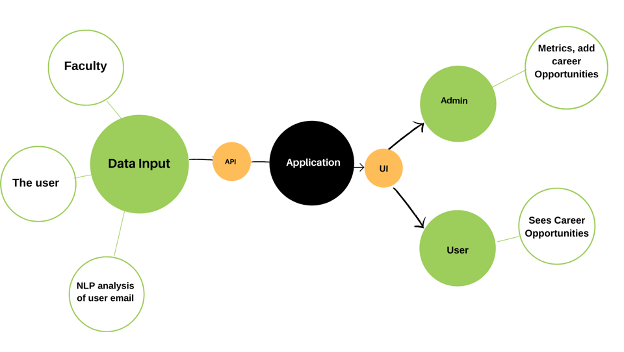 Faculty
The user
NLP analysis
of user email
Data Input
API
Application
UI
Admin
Metrics, add
career
Opportunities
User
Sees Career
Opportunities